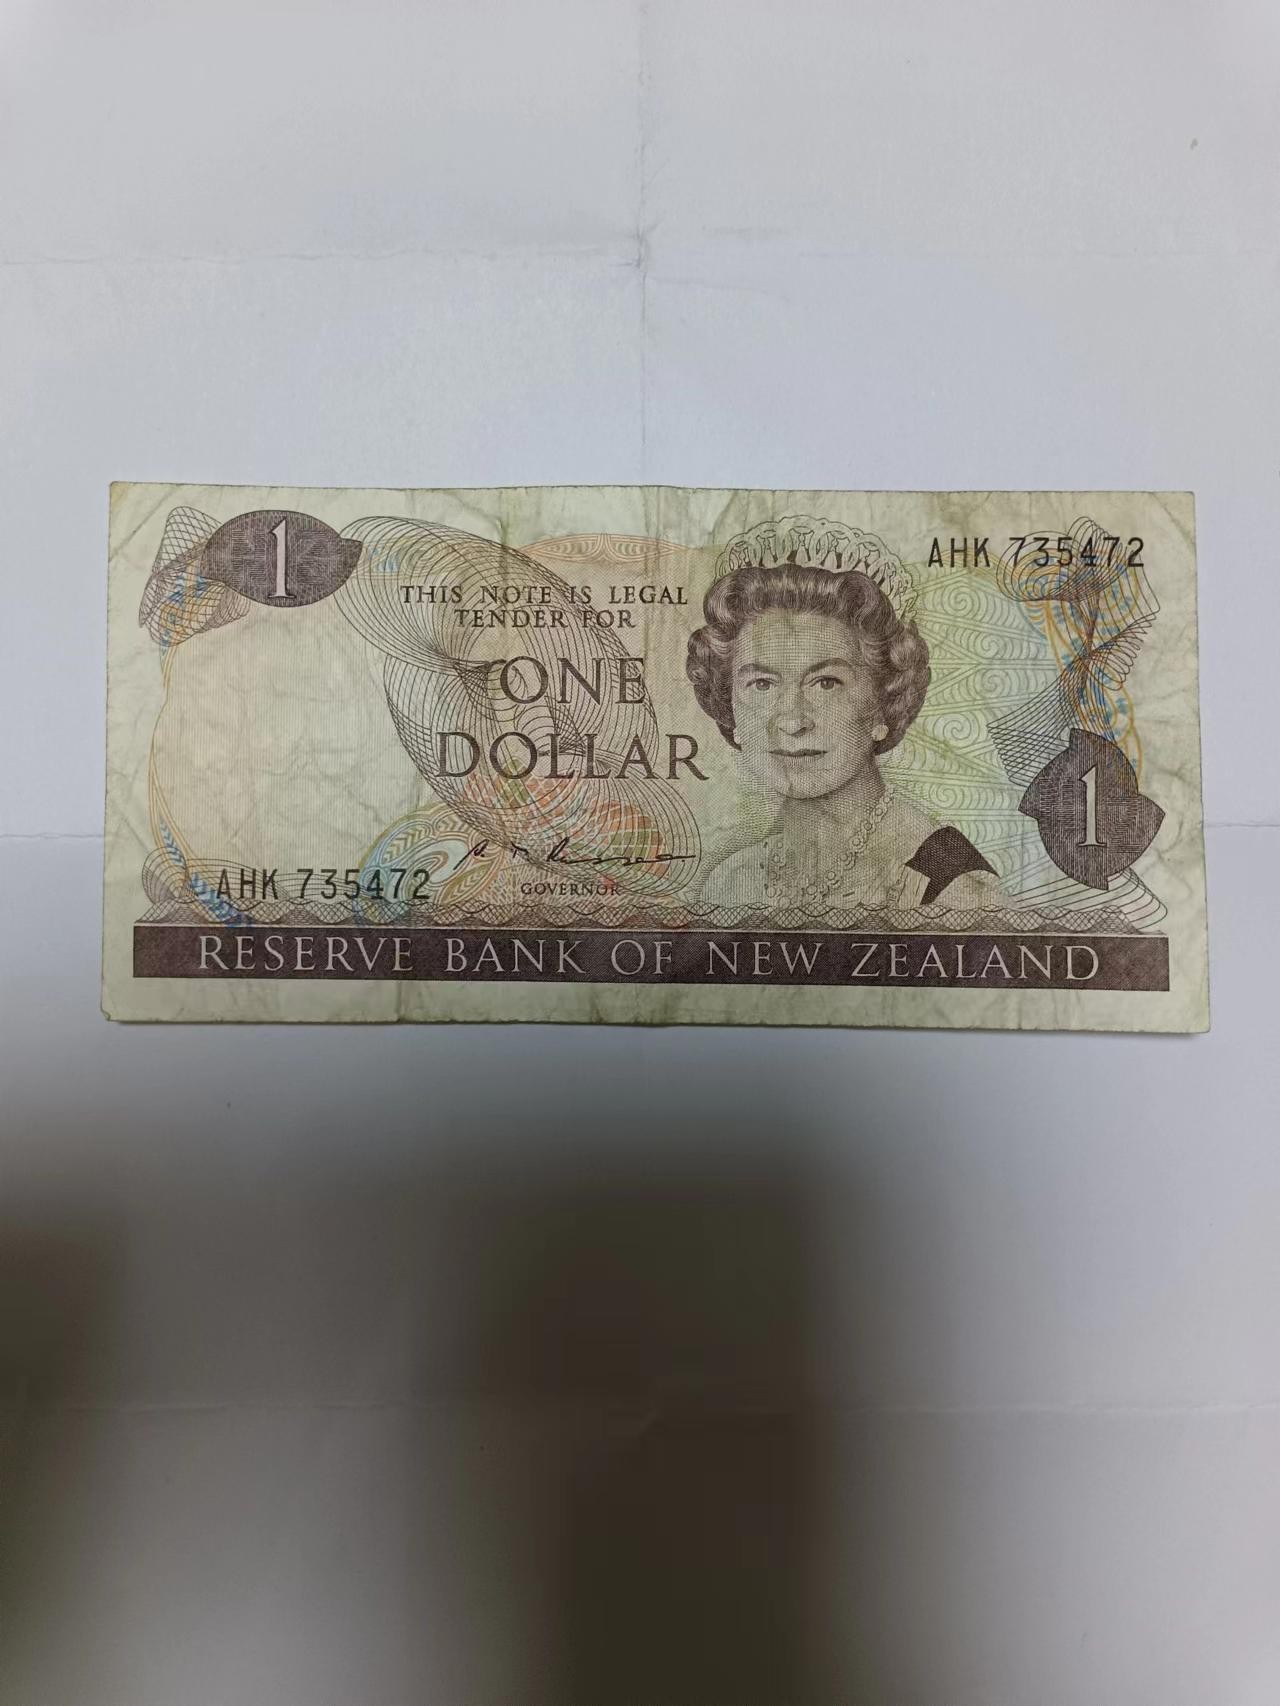 1
AHK 735472
THIS NOTE IS LEGAL
TENDER FOR
ONE
DOLLAR
1
AHK 735472
GOVERNOR
RESERVE BANK OF NEW ZEALAND